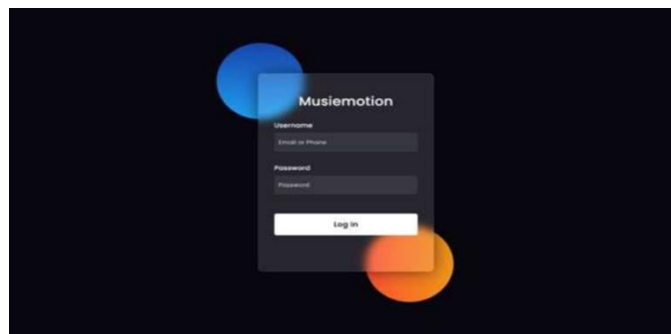 Musiemotion
Username
Email or Phone
Password
Password
Log In